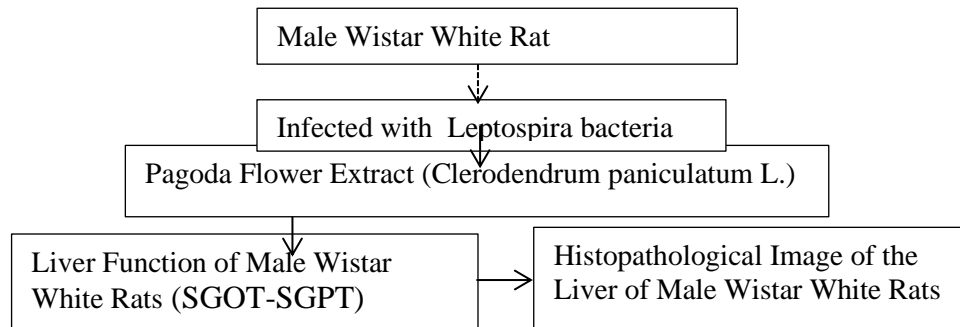 Male Wistar White Rat
Infected with Leptospira bacteria
Pagoda Flower Extract (Clerodendrum paniculatum L.)
Liver Function of Male Wistar
White Rats (SGOT-SGPT)
Histopathological Image of the
Liver of Male Wistar White Rats